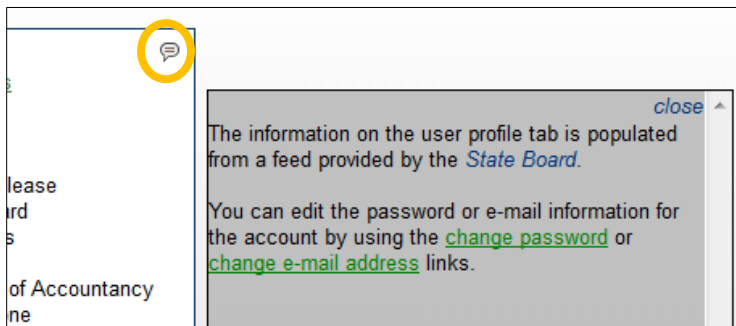 s
lease
ard
s
of Accountancy
one
close
The information on the user profile tab is populated
from a feed provided by the State Board.
You can edit the password or e-mail information for
the account by using the change password or
change e-mail address links.